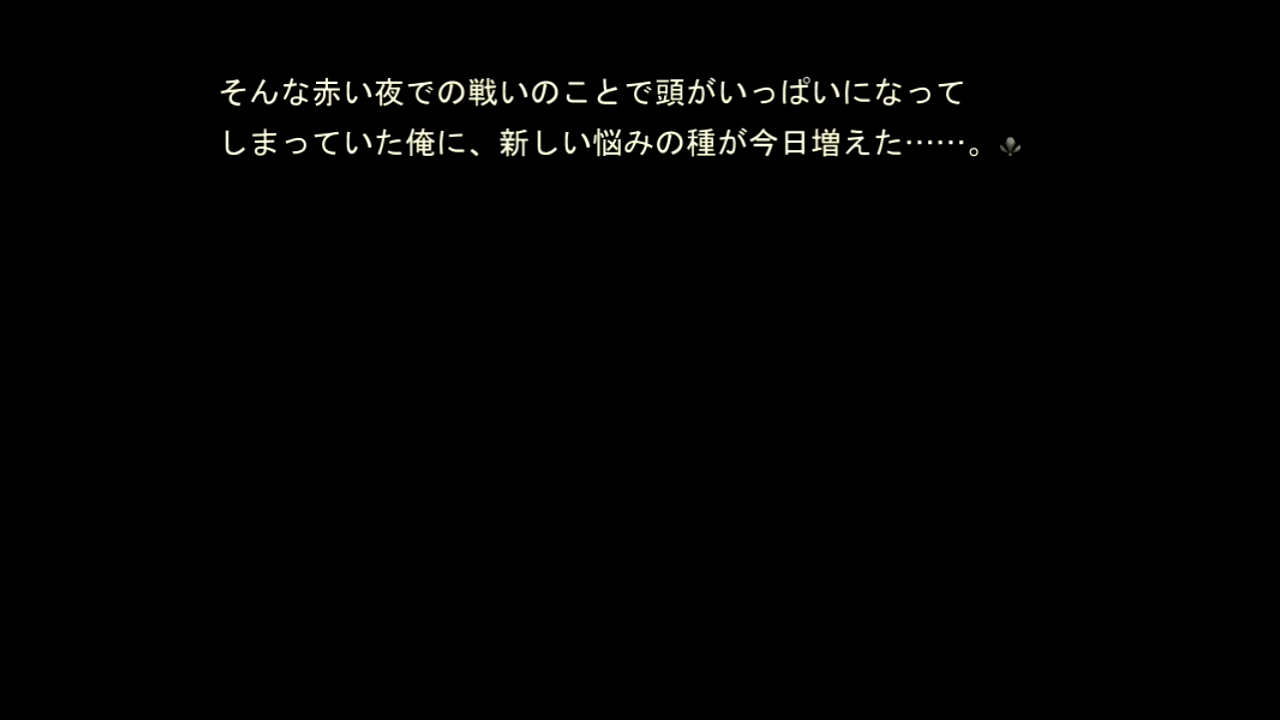 そんな赤い夜での戦いのことで頭がいっぱいになって
しまっていた俺に、新しい悩みの種が今日増えた……。